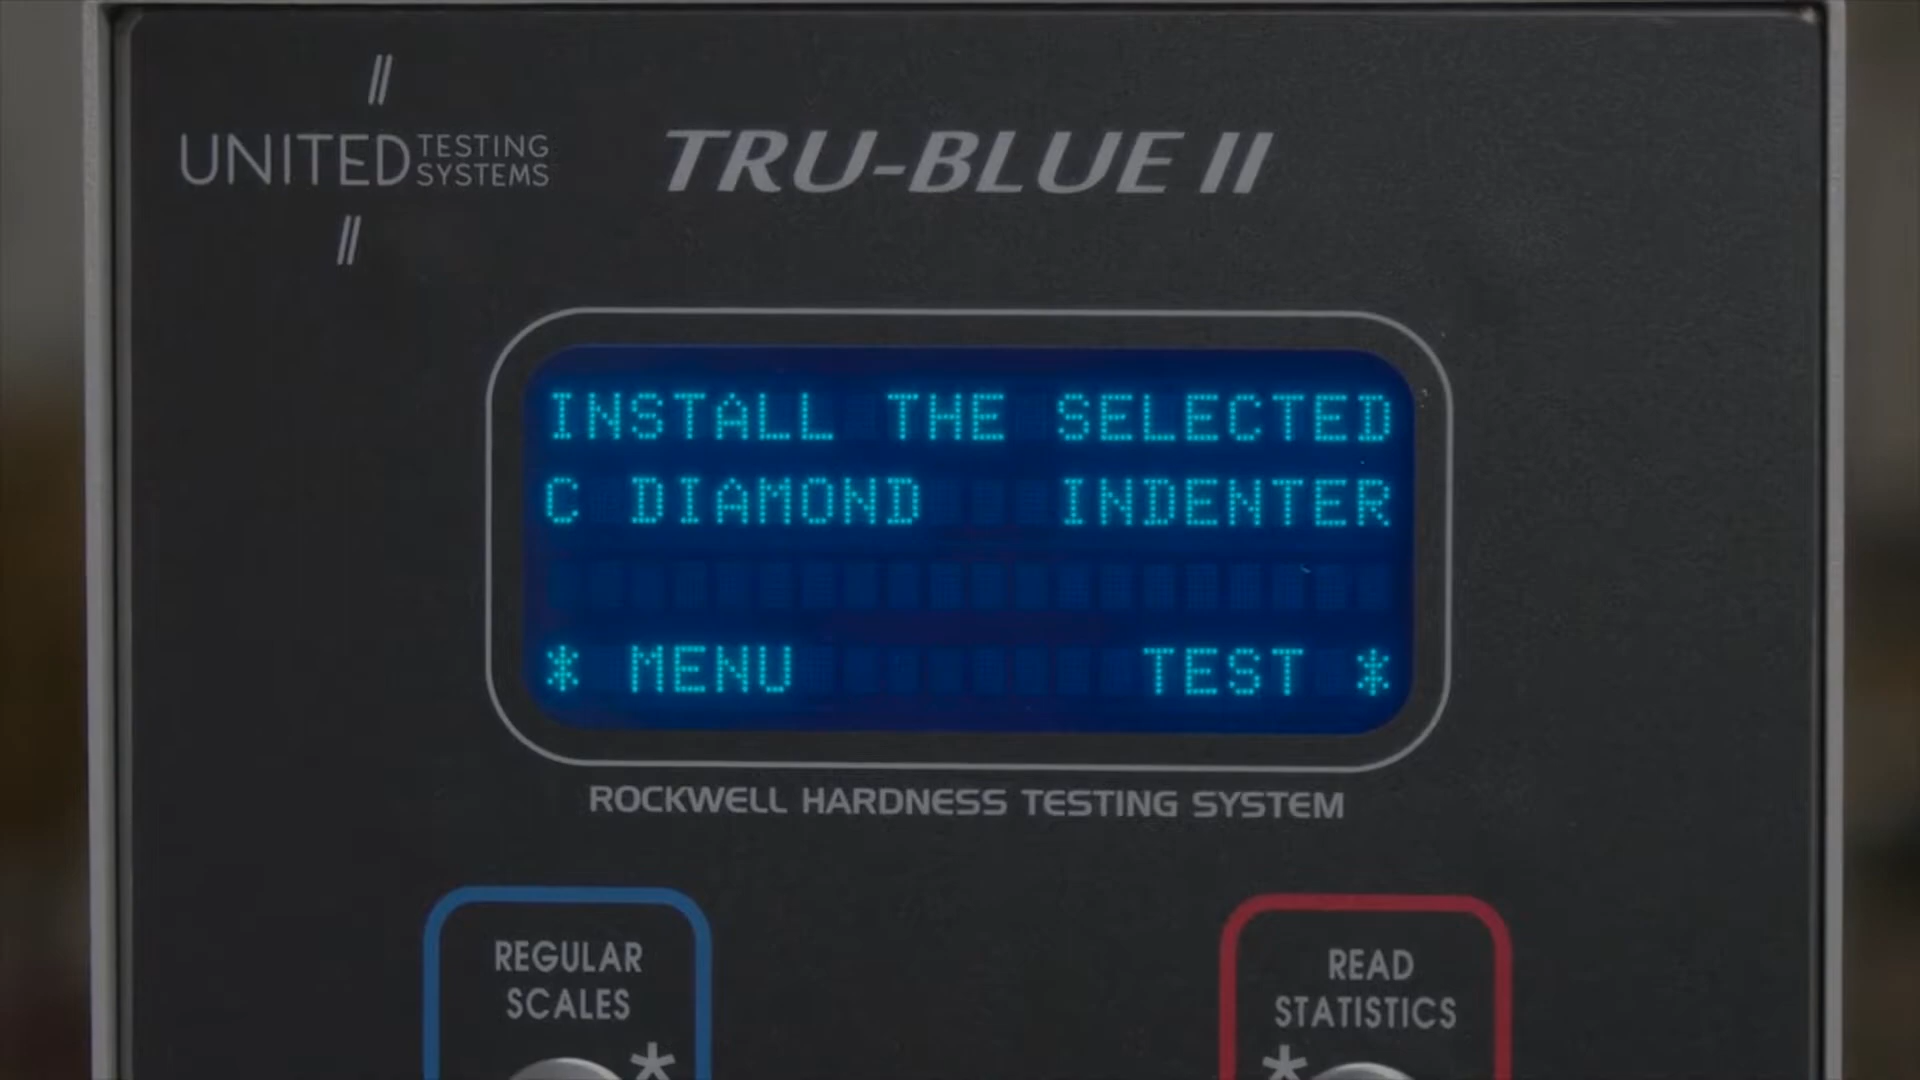 UNITED TESTING SYSTEMS
TRU-BLUE II
INSTALL THE SELECTED
C DIAMOND INDENTER
* MENU TEST *
ROCKWELL HARDNESS TESTING SYSTEM
REGULAR
SCALES
*
READ
STATISTICS
*